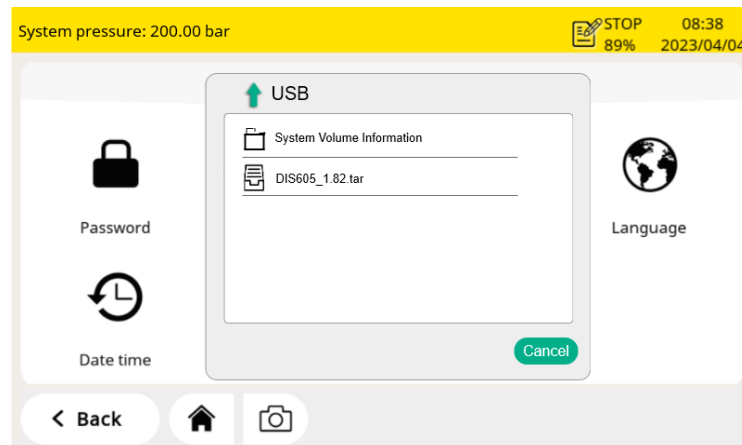 System pressure: 200.00 bar
STOP
89%
08:38
2023/04/04
USB
System Volume Information
DIS605_1.82.tar
Password
Language
Date time
Cancel
Back